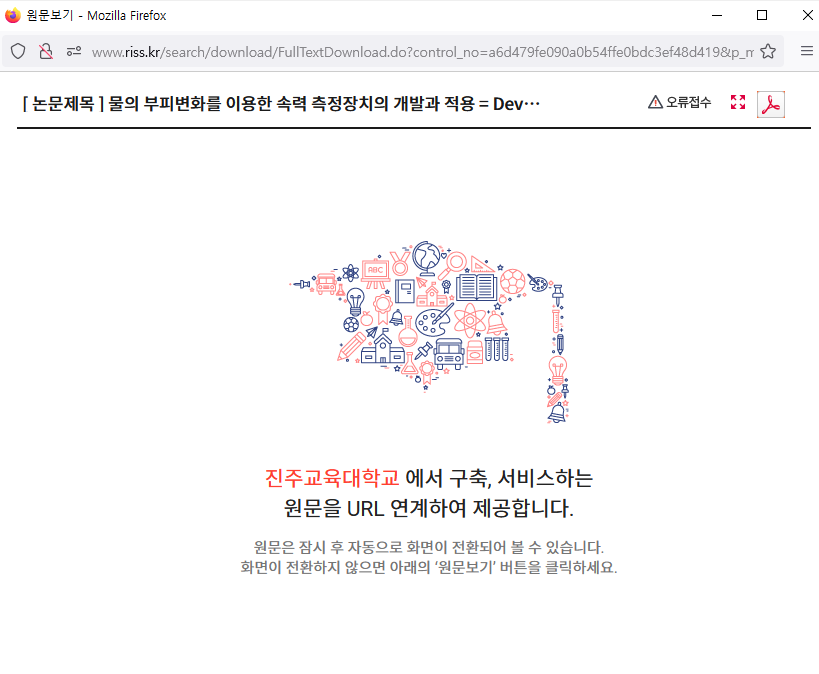 원문보기 - Mozilla Firefox
www.riss.kr/search/download/FullTextDownload.do?control_no=a6d479fe090a0b54ffe0bdc3ef48d419&p_m
[ 논문제목 ] 물의 부피변화를 이용한 속력 측정장치의 개발과 적용 = Dev…
오류접수
ABC
진주교육대학교 에서 구축, 서비스하는
원문을 URL 연계하여 제공합니다.
원문은 잠시 후 자동으로 화면이 전환되어 볼 수 있습니다.
화면이 전환하지 않으면 아래의 ‘원문보기’ 버튼을 클릭하세요.